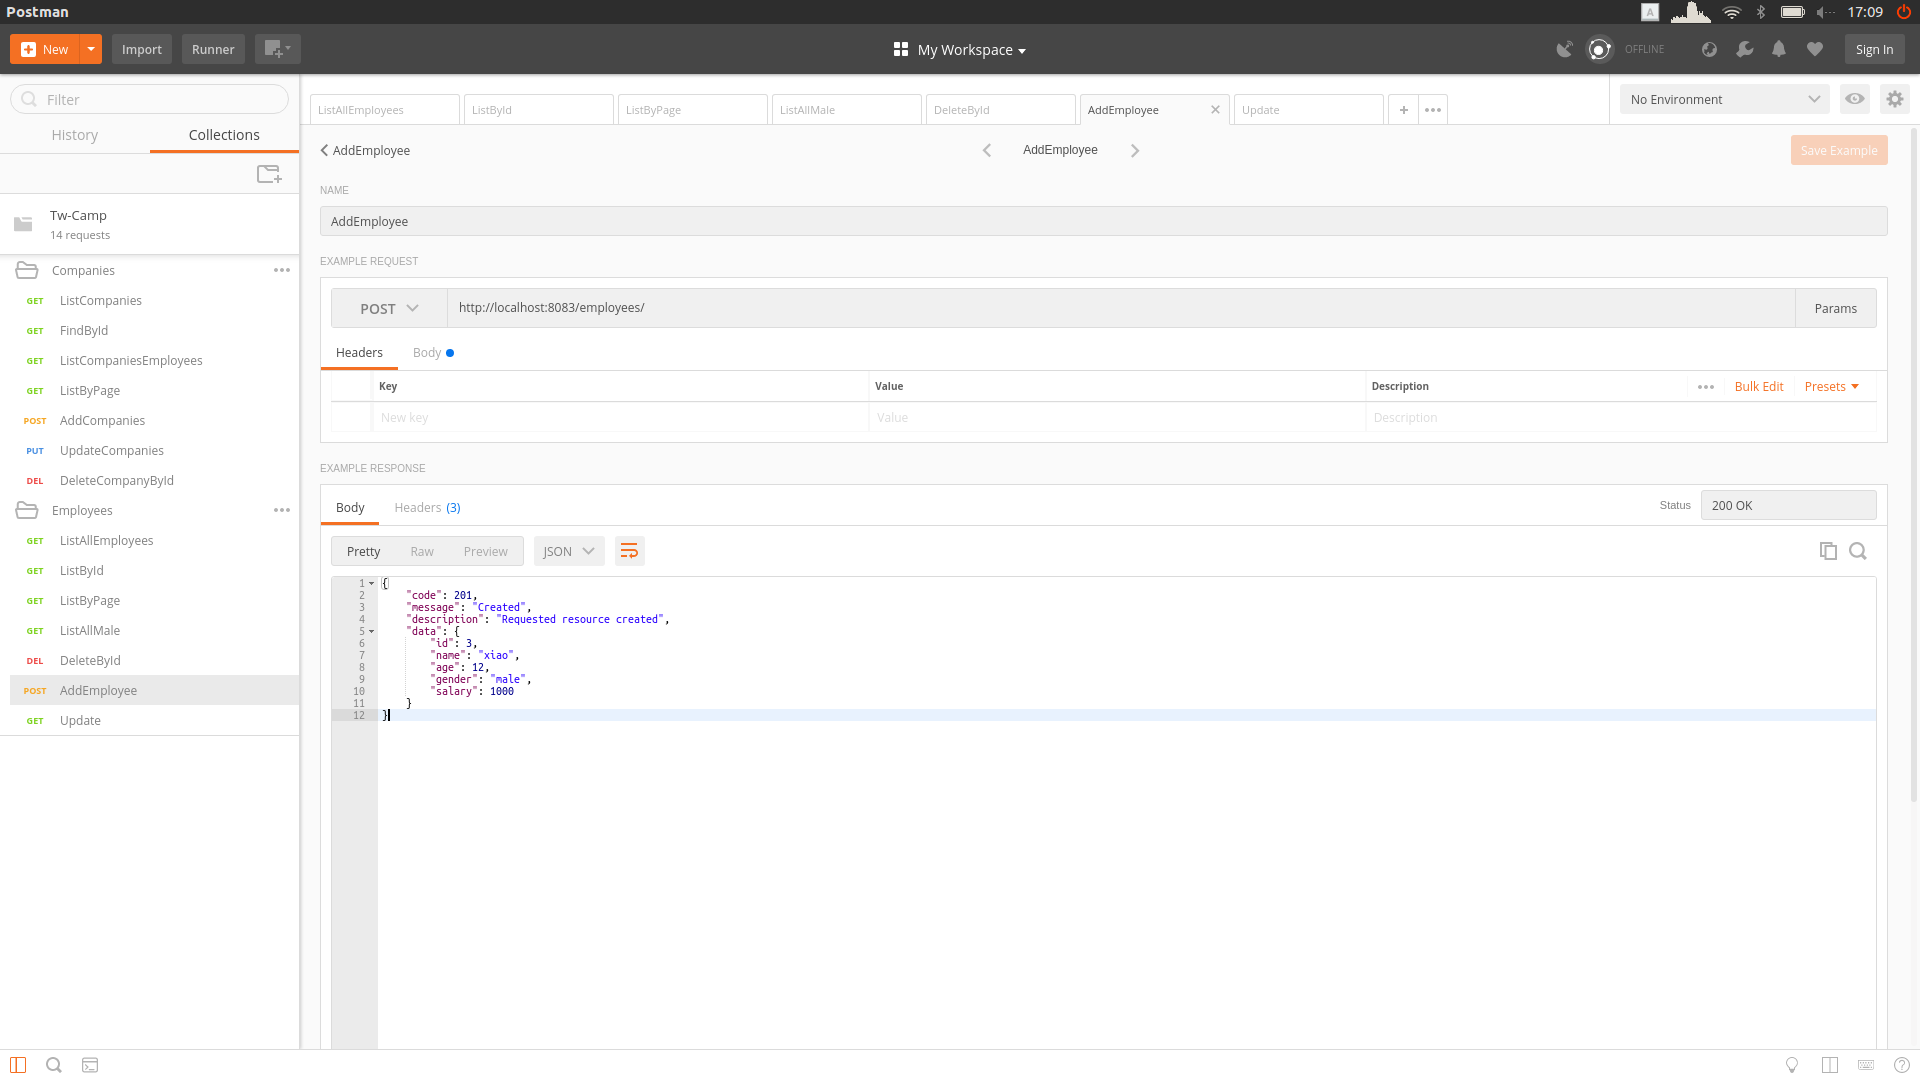 Postman
A
17:09
New
Import
Runner
My Workspace
OFFLINE
Sign In
Filter
History
Collections
Tw-Camp
14 requests
Companies
GET ListCompanies
GET FindById
GET ListCompaniesEmployees
GET ListByPage
POST AddCompanies
PUT UpdateCompanies
DEL DeleteCompanyById
Employees
GET ListAllEmployees
GET ListById
GET ListByPage
GET ListAllMale
DEL DeleteById
POST AddEmployee
GET Update
ListAllEmployees ListById ListByPage ListAllMale DeleteById AddEmployee Update
No Environment
AddEmployee
AddEmployee
Save Example
NAME
AddEmployee
EXAMPLE REQUEST
POST http://localhost:8083/employees/ Params
Headers Body
Key Value Description Bulk Edit Presets
New key Value Description
EXAMPLE RESPONSE
Body Headers (3) Status 200 OK
Pretty Raw Preview JSON
1 {
2 "code": 201,
3 "message": "Created",
4 "description": "Requested resource created",
5 "data": {
6 "id": 3,
7 "name": "xiao",
8 "age": 12,
9 "gender": "male",
10 "salary": 1000
11 }
12 }